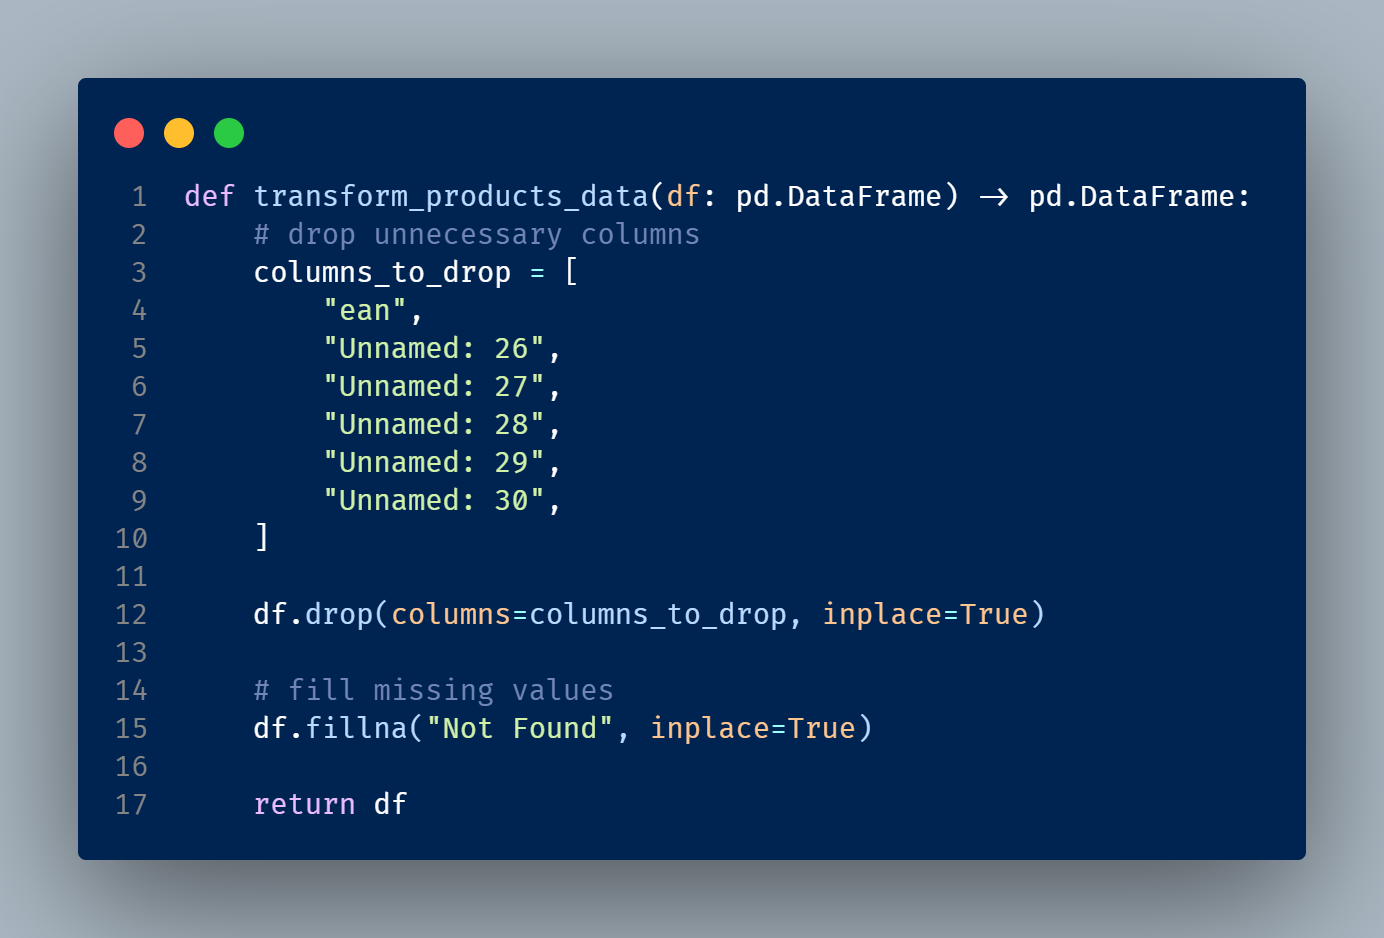 1 def transform_products_data(df: pd.DataFrame) -> pd.DataFrame:
2     # drop unnecessary columns
3     columns_to_drop = [
4         "ean",
5         "Unnamed: 26",
6         "Unnamed: 27",
7         "Unnamed: 28",
8         "Unnamed: 29",
9         "Unnamed: 30",
10     ]
11
12     df.drop(columns=columns_to_drop, inplace=True)
13
14     # fill missing values
15     df.fillna("Not Found", inplace=True)
16
17     return df